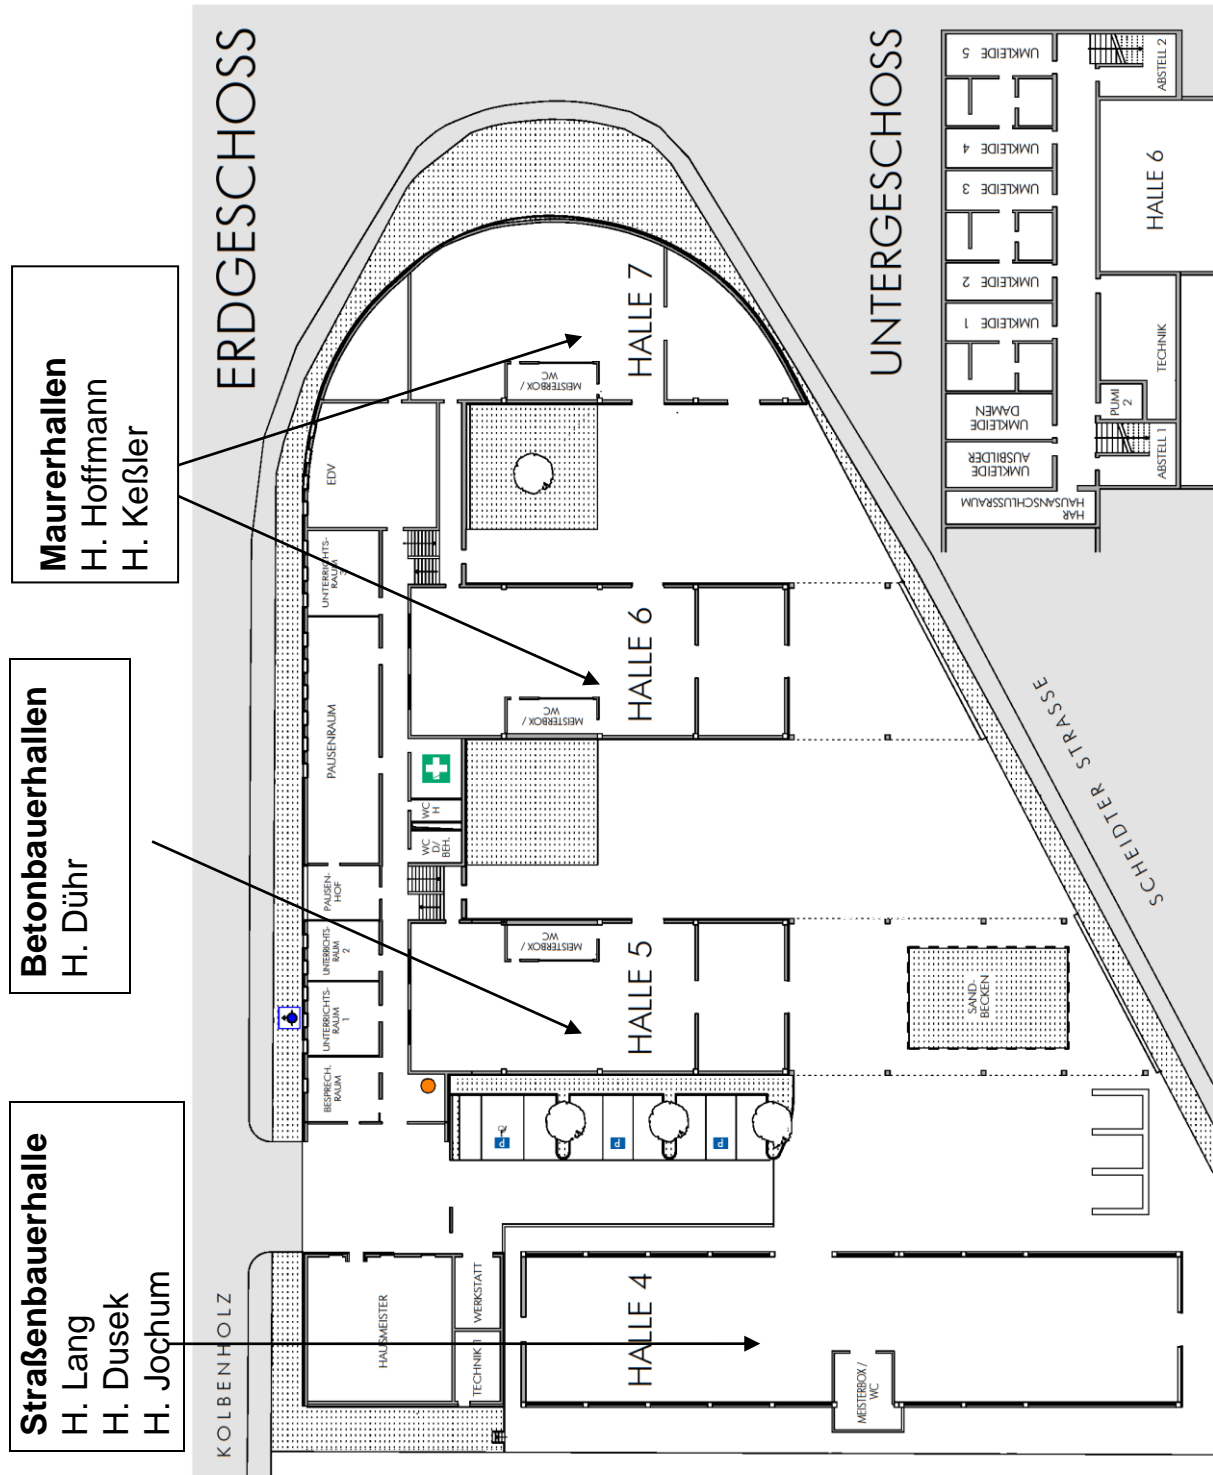 Straßenbauerhalle
H. Lang
H. Dusek
H. Jochum
Betonbauerhallen
H. Dühr
Maurerhallen
H. Hoffmann
H. Keßler
ERDGESCHOSS
KOLBENHOLZ
HAUSMEISTER
TECHNIK 1
WERKSTATT
HALLE 4
MEISTERBOX /
WC
BESPRECH.
RAUM
UNTERRICHTS-
RAUM
1
UNTERRICHTS-
RAUM
2
PAUSEN-
HOF
PAUSENRAUM
UNTERRICHTS-
RAUM
3
EDV
WC
D/
BEH.
WC
H
P
P
P
MEISTERBOX /
WC
HALLE 5
MEISTERBOX /
WC
HALLE 6
MEISTERBOX /
WC
HALLE 7
SAND-
BECKEN
SCHEIDTER STRASSE
UNTERGESCHOSS
HAR
HAUSANSCHLUSSRAUM
UMKLEIDE
AUSBILDER
UMKLEIDE
DAMEN
UMKLEIDE 1
UMKLEIDE 2
UMKLEIDE 3
UMKLEIDE 4
UMKLEIDE 5
ABSTELL 1
PUMI
2
TECHNIK
HALLE 6
ABSTELL 2